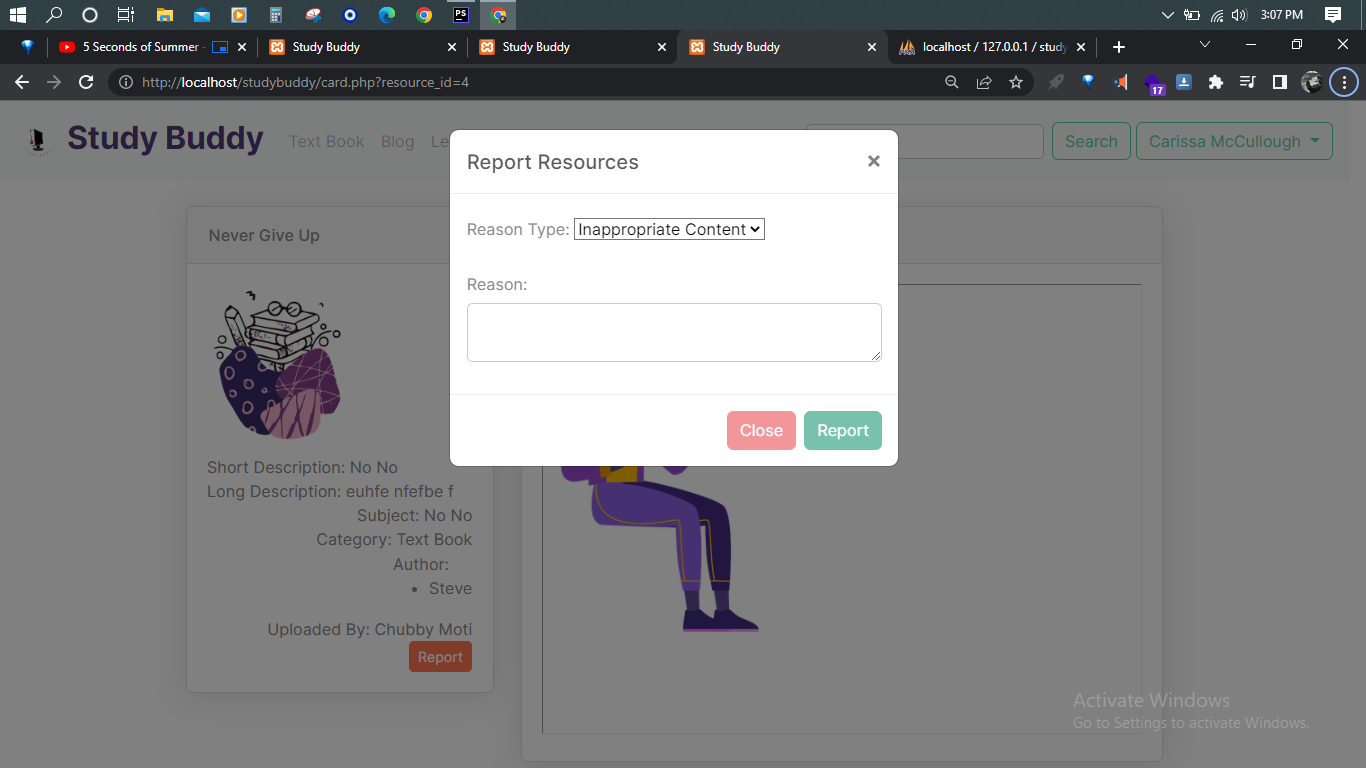 PS
3:07 PM
5 Seconds of Summer -
Study Buddy
Study Buddy
Study Buddy
localhost / 127.0.0.1 / study
http://localhost/studybuddy/card.php?resource_id=4
17
Study Buddy
Text Book
Blog
Le
Search
Carissa McCullough
Report Resources
×
Reason Type: Inappropriate Content
Reason:
Close
Report
Never Give Up
Short Description: No No
Long Description: euhfe nfefbe f
Subject: No No
Category: Text Book
Author:
• Steve
Uploaded By: Chubby Moti
Report
Activate Windows
Go to Settings to activate Windows.